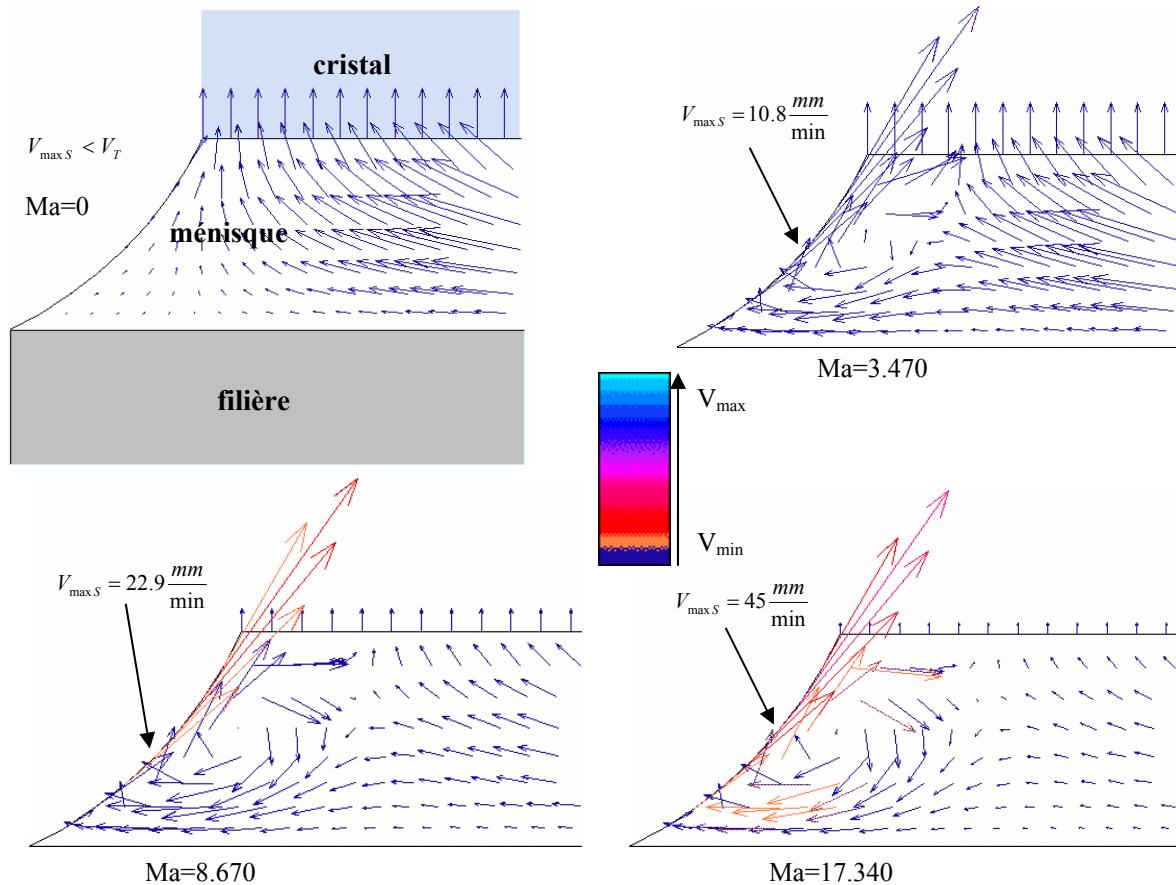 cristal
V_max S < V_T
Ma=0
ménisque
filière
V_max S = 10.8 mm/min
Ma=3.470
V_max
V_min
V_max S = 22.9 mm/min
Ma=8.670
V_max S = 45 mm/min
Ma=17.340